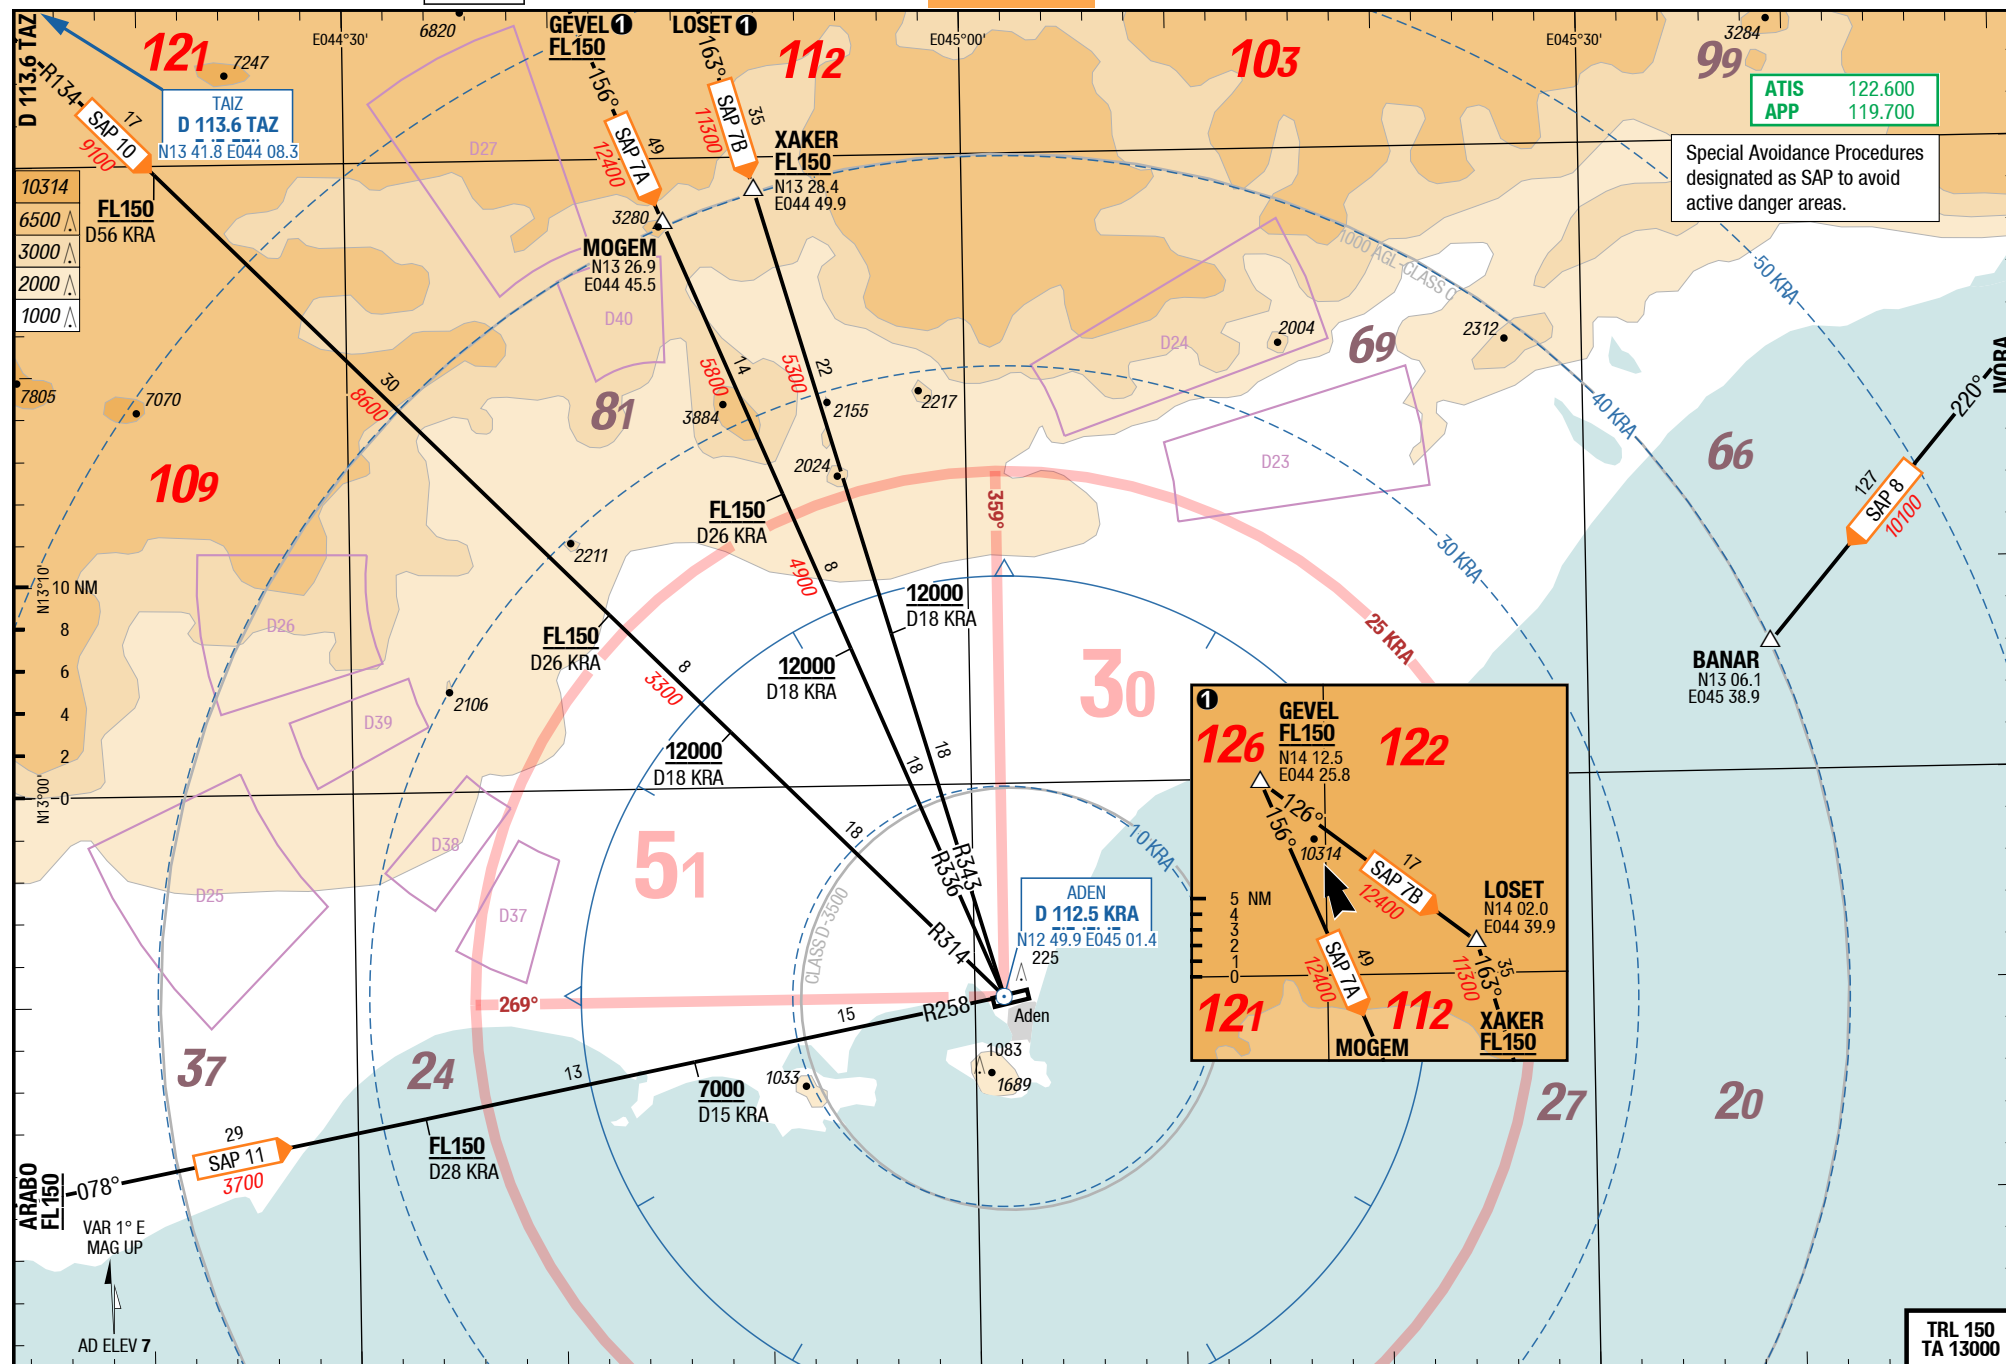 D 113.6 TAZ
R134
17
SAP 10
9100
121
7247
E044°30'
6820
GEVEL 1
FL150
LOSET 1
156°
163°
112
E045°00'
103
E045°30'
3284
99
ATIS 122.600
APP 119.700
Special Avoidance Procedures
designated as SAP to avoid
active danger areas.
TAIZ
D 113.6 TAZ
N13 41.8 E044 08.3
D27
SAP 7A
49
12400
SAP 7B
35
11300
XAKER
FL150
N13 28.4
E044 49.9
10314
6500
3000
2000
1000
FL150
D56 KRA
3280
MOGEM
N13 26.9
E044 45.5
D40
1000 AGL-CLASS
50 KRA
D24
2004
69
2312
7805
7070
30
8600
81
5800
14
3884
5300
22
2155
2217
2024
40 KRA
IVORA
220°
66
109
D23
127
SAP 8
10100
FL150
D26 KRA
359°
2211
4900
8
30 KRA
N13°10'
10 NM
8
6
4
2
0
N13°00'
D26
12000
D18 KRA
FL150
D26 KRA
25 KRA
12000
D18 KRA
8
3300
30
BANAR
N13 06.1
E045 38.9
D39
2106
12000
D18 KRA
18
18
1
GEVEL
FL150
N14 12.5
E044 25.8
126
122
126°
156°
10314
17
SAP 7B
12400
LOSET
N14 02.0
E044 39.9
5 NM
4
3
2
1
0
SAP 7A
49
12400
163°
35
11300
121
112
MOGEM
XAKER
FL150
D38
D25
D37
51
18
R343
R336
R314
10 KRA
CLASS D-3500
ADEN
D 112.5 KRA
N12 49.9 E045 01.4
225
269°
15
R258
Aden
37
24
13
1033
1083
1689
7000
D15 KRA
27
20
29
SAP 11
3700
FL150
D28 KRA
ARABO
FL150
078°
VAR 1° E
MAG UP
AD ELEV 7
TRL 150
TA 13000